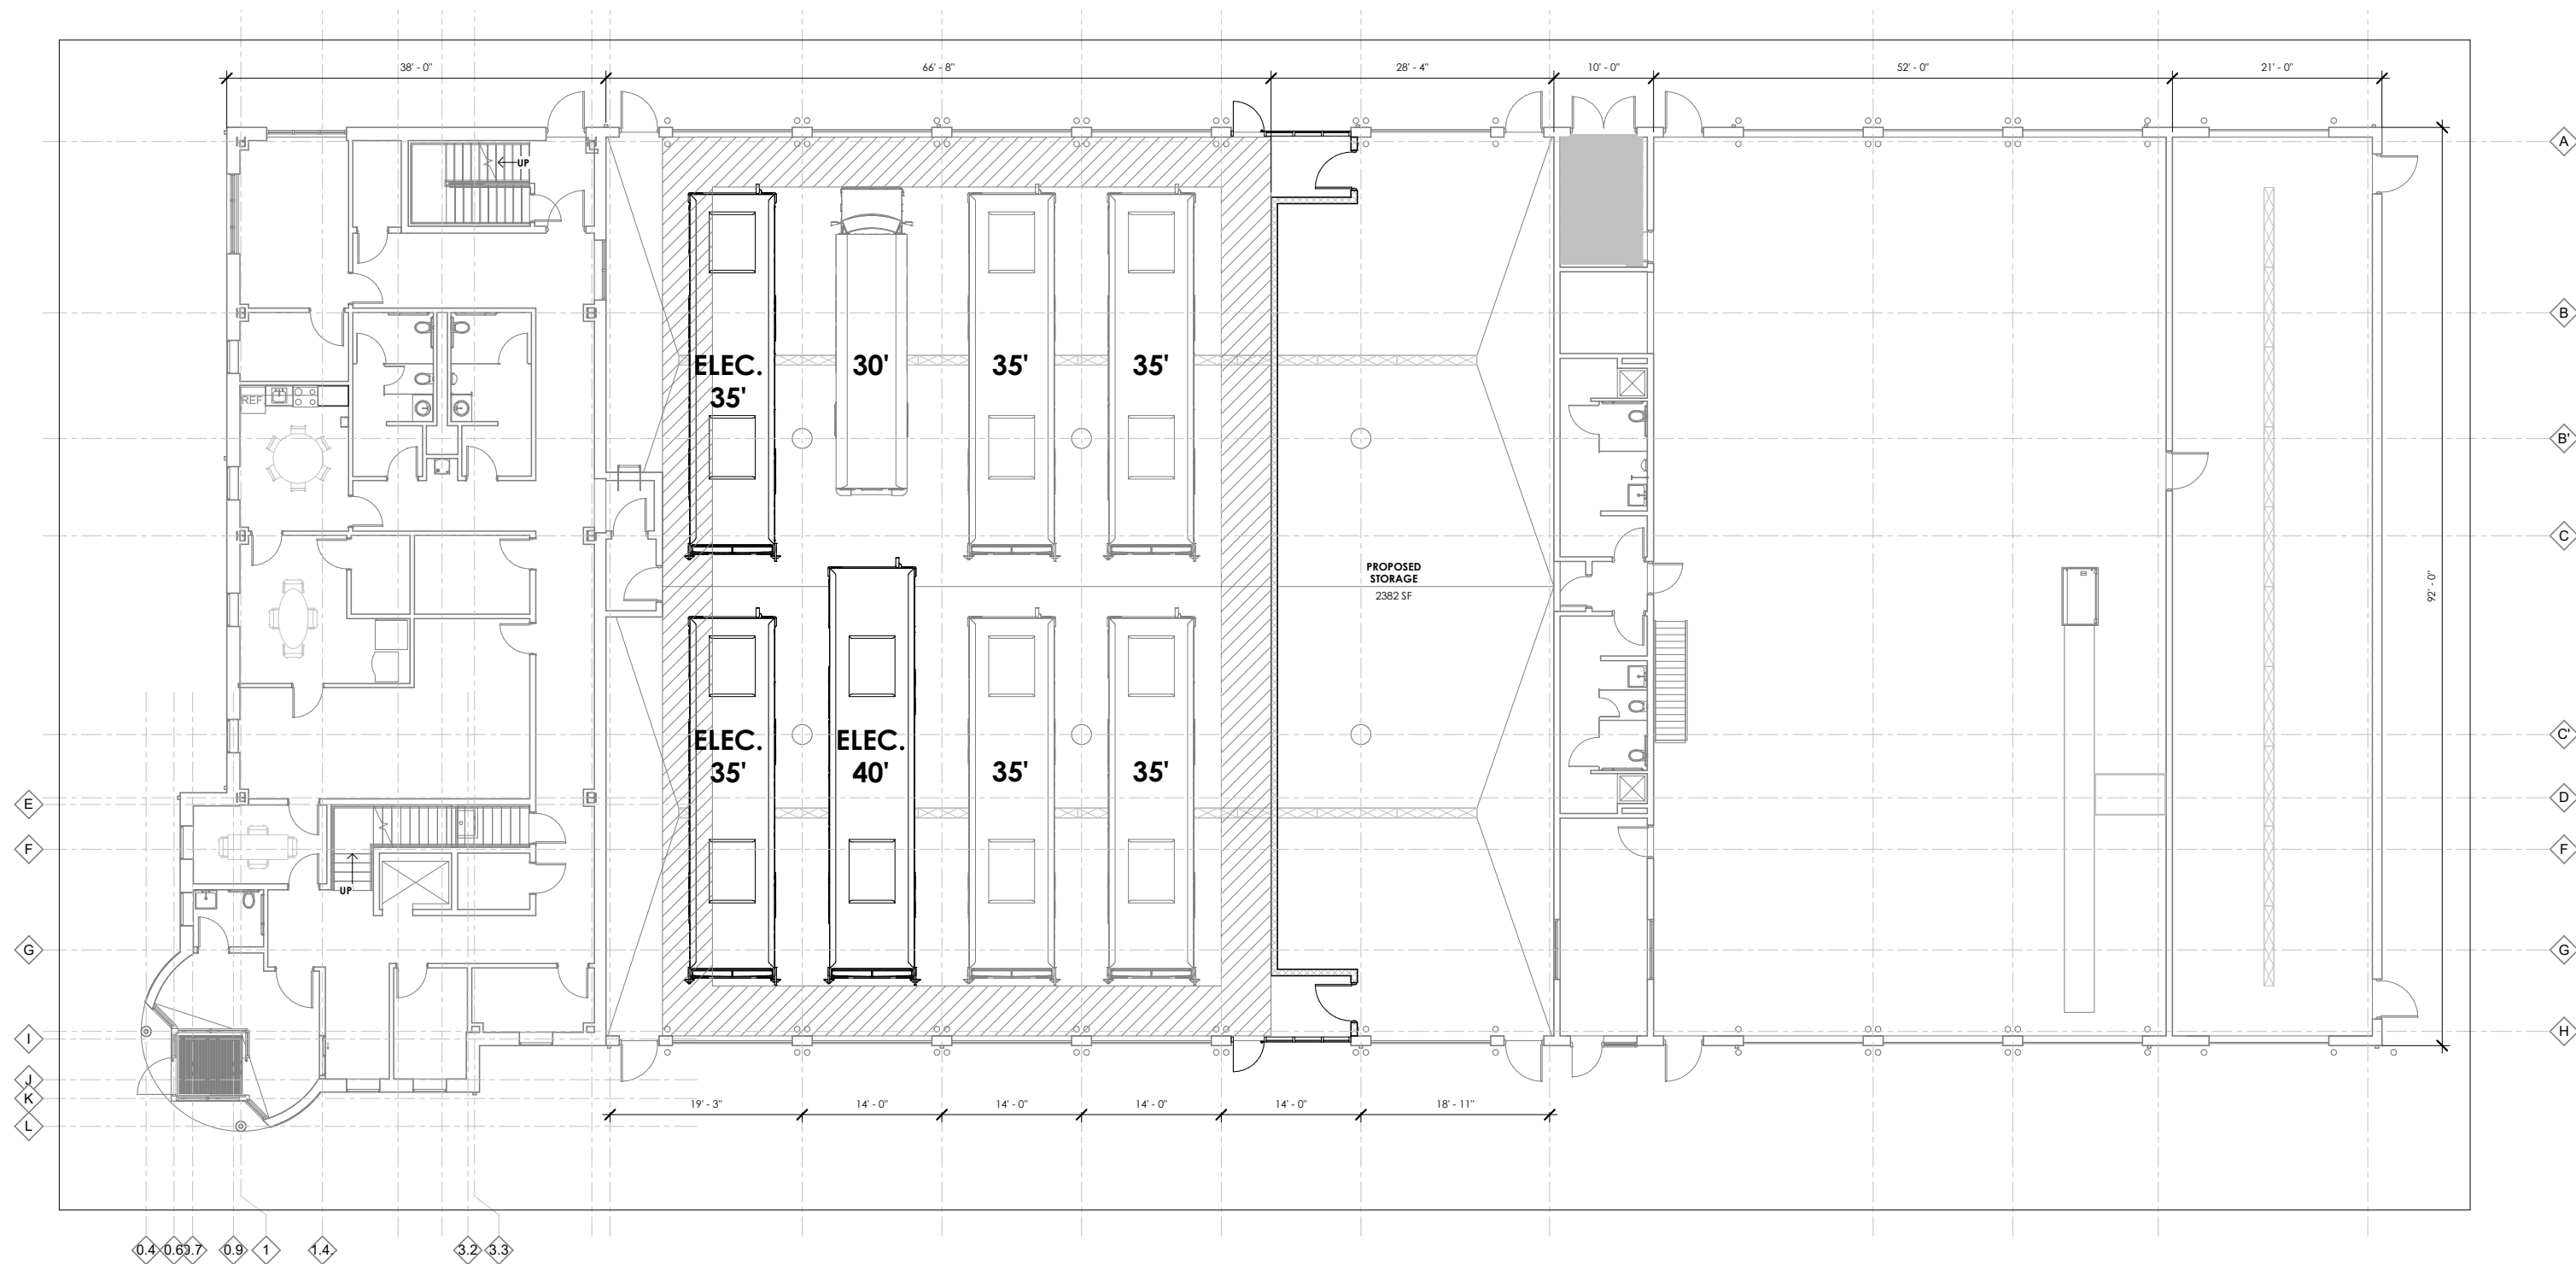 38' - 0"
66' - 8"
28' - 4"
10' - 0"
52' - 0"
21' - 0"
A
UP
B
ELEC.
35'
30'
35'
35'
REF.
B'
C
PROPOSED
STORAGE
2382 SF
92' - 0"
ELEC.
35'
ELEC.
40'
35'
35'
C'
E
D
F
F
UP
G
G
I
H
J
K
L
19' - 3"
14' - 0"
14' - 0"
14' - 0"
14' - 0"
18' - 11"
0.4
0.6
0.7
0.9
1
1.4
3.2
3.3